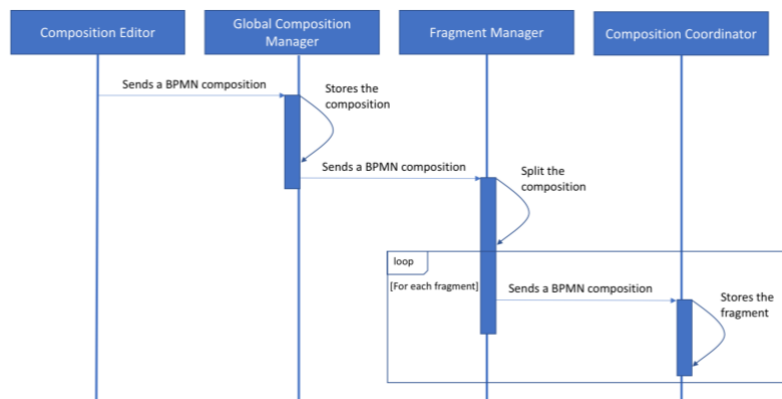 Composition Editor
Global Composition
Manager
Fragment Manager
Composition Coordinator
Sends a BPMN composition
Stores the
composition
Sends a BPMN composition
Split the
composition
loop
[For each fragment]
Sends a BPMN composition
Stores the
fragment